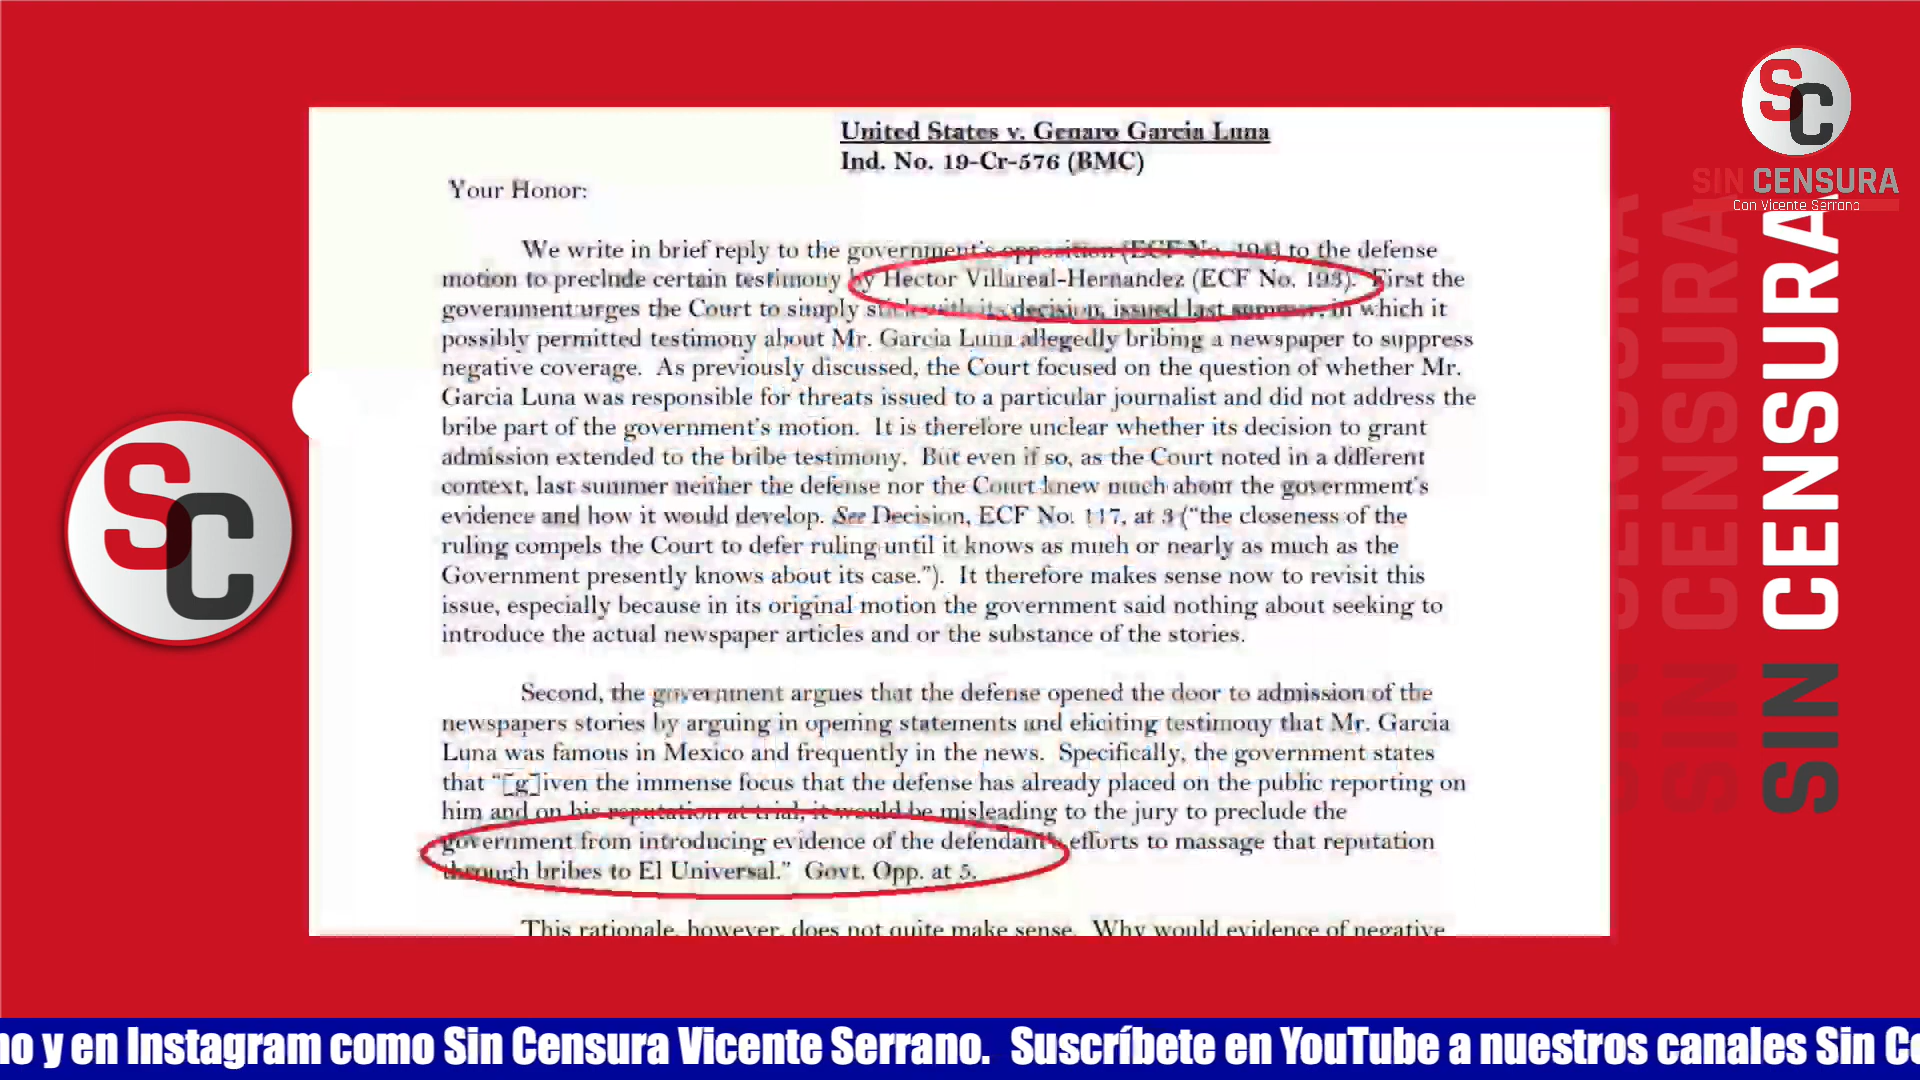 United States v. Genaro Garcia Luna
Ind. No. 19-Cr-576 (BMC)
Your Honor:
We write in brief reply to the government's opposition (ECF No. 194) to the defense
motion to preclude certain testimony by Hector Villareal-Hernandez (ECF No. 193). First the
government urges the Court to simply stick with its decision, issued last summer, in which it
possibly permitted testimony about Mr. Garcia Luna allegedly bribing a newspaper to suppress
negative coverage. As previously discussed, the Court focused on the question of whether Mr.
Garcia Luna was responsible for threats issued to a particular journalist and did not address the
bribe part of the government's motion. It is therefore unclear whether its decision to grant
admission extended to the bribe testimony. But even if so, as the Court noted in a different
context, last summer neither the defense nor the Court knew much about the government's
evidence and how it would develop. See Decision, ECF No. 117, at 3 ("the closeness of the
ruling compels the Court to defer ruling until it knows as much or nearly as much as the
Government presently knows about its case."). It therefore makes sense now to revisit this
issue, especially because in its original motion the government said nothing about seeking to
introduce the actual newspaper articles and or the substance of the stories.
Second, the government argues that the defense opened the door to admission of the
newspapers stories by arguing in opening statements and eliciting testimony that Mr. Garcia
Luna was famous in Mexico and frequently in the news. Specifically, the government states
that "[g]iven the immense focus that the defense has already placed on the public reporting on
him and on his reputation at trial, it would be misleading to the jury to preclude the
government from introducing evidence of the defendant's efforts to massage that reputation
through bribes to El Universal." Govt. Opp. at 5.
This rationale, however, does not quite make sense. Why would evidence of negative
SC
SC
SIN CENSURA
Con Vicente Serrano
SIN CENSURA
SIN CENSURA
SIN CENSURA
no y en Instagram como Sin Censura Vicente Serrano. Suscríbete en YouTube a nuestros canales Sin Ce